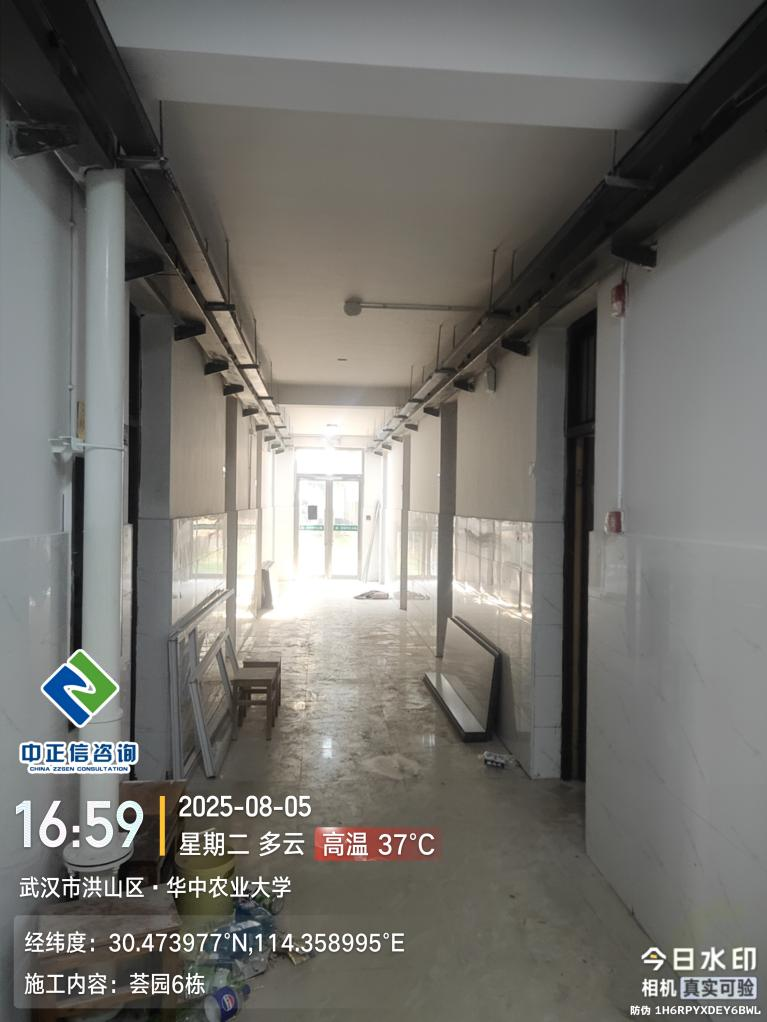 中正信咨询
CHINA ZZGEN CONSULTATION
16:59
2025-08-05
星期二 多云 高温 37°C
武汉市洪山区·华中农业大学
经纬度：30.473977°N,114.358995°E
施工内容：荟园6栋
今日水印
相机 真实可验
防伪 1H6RPYXDEY6BWL